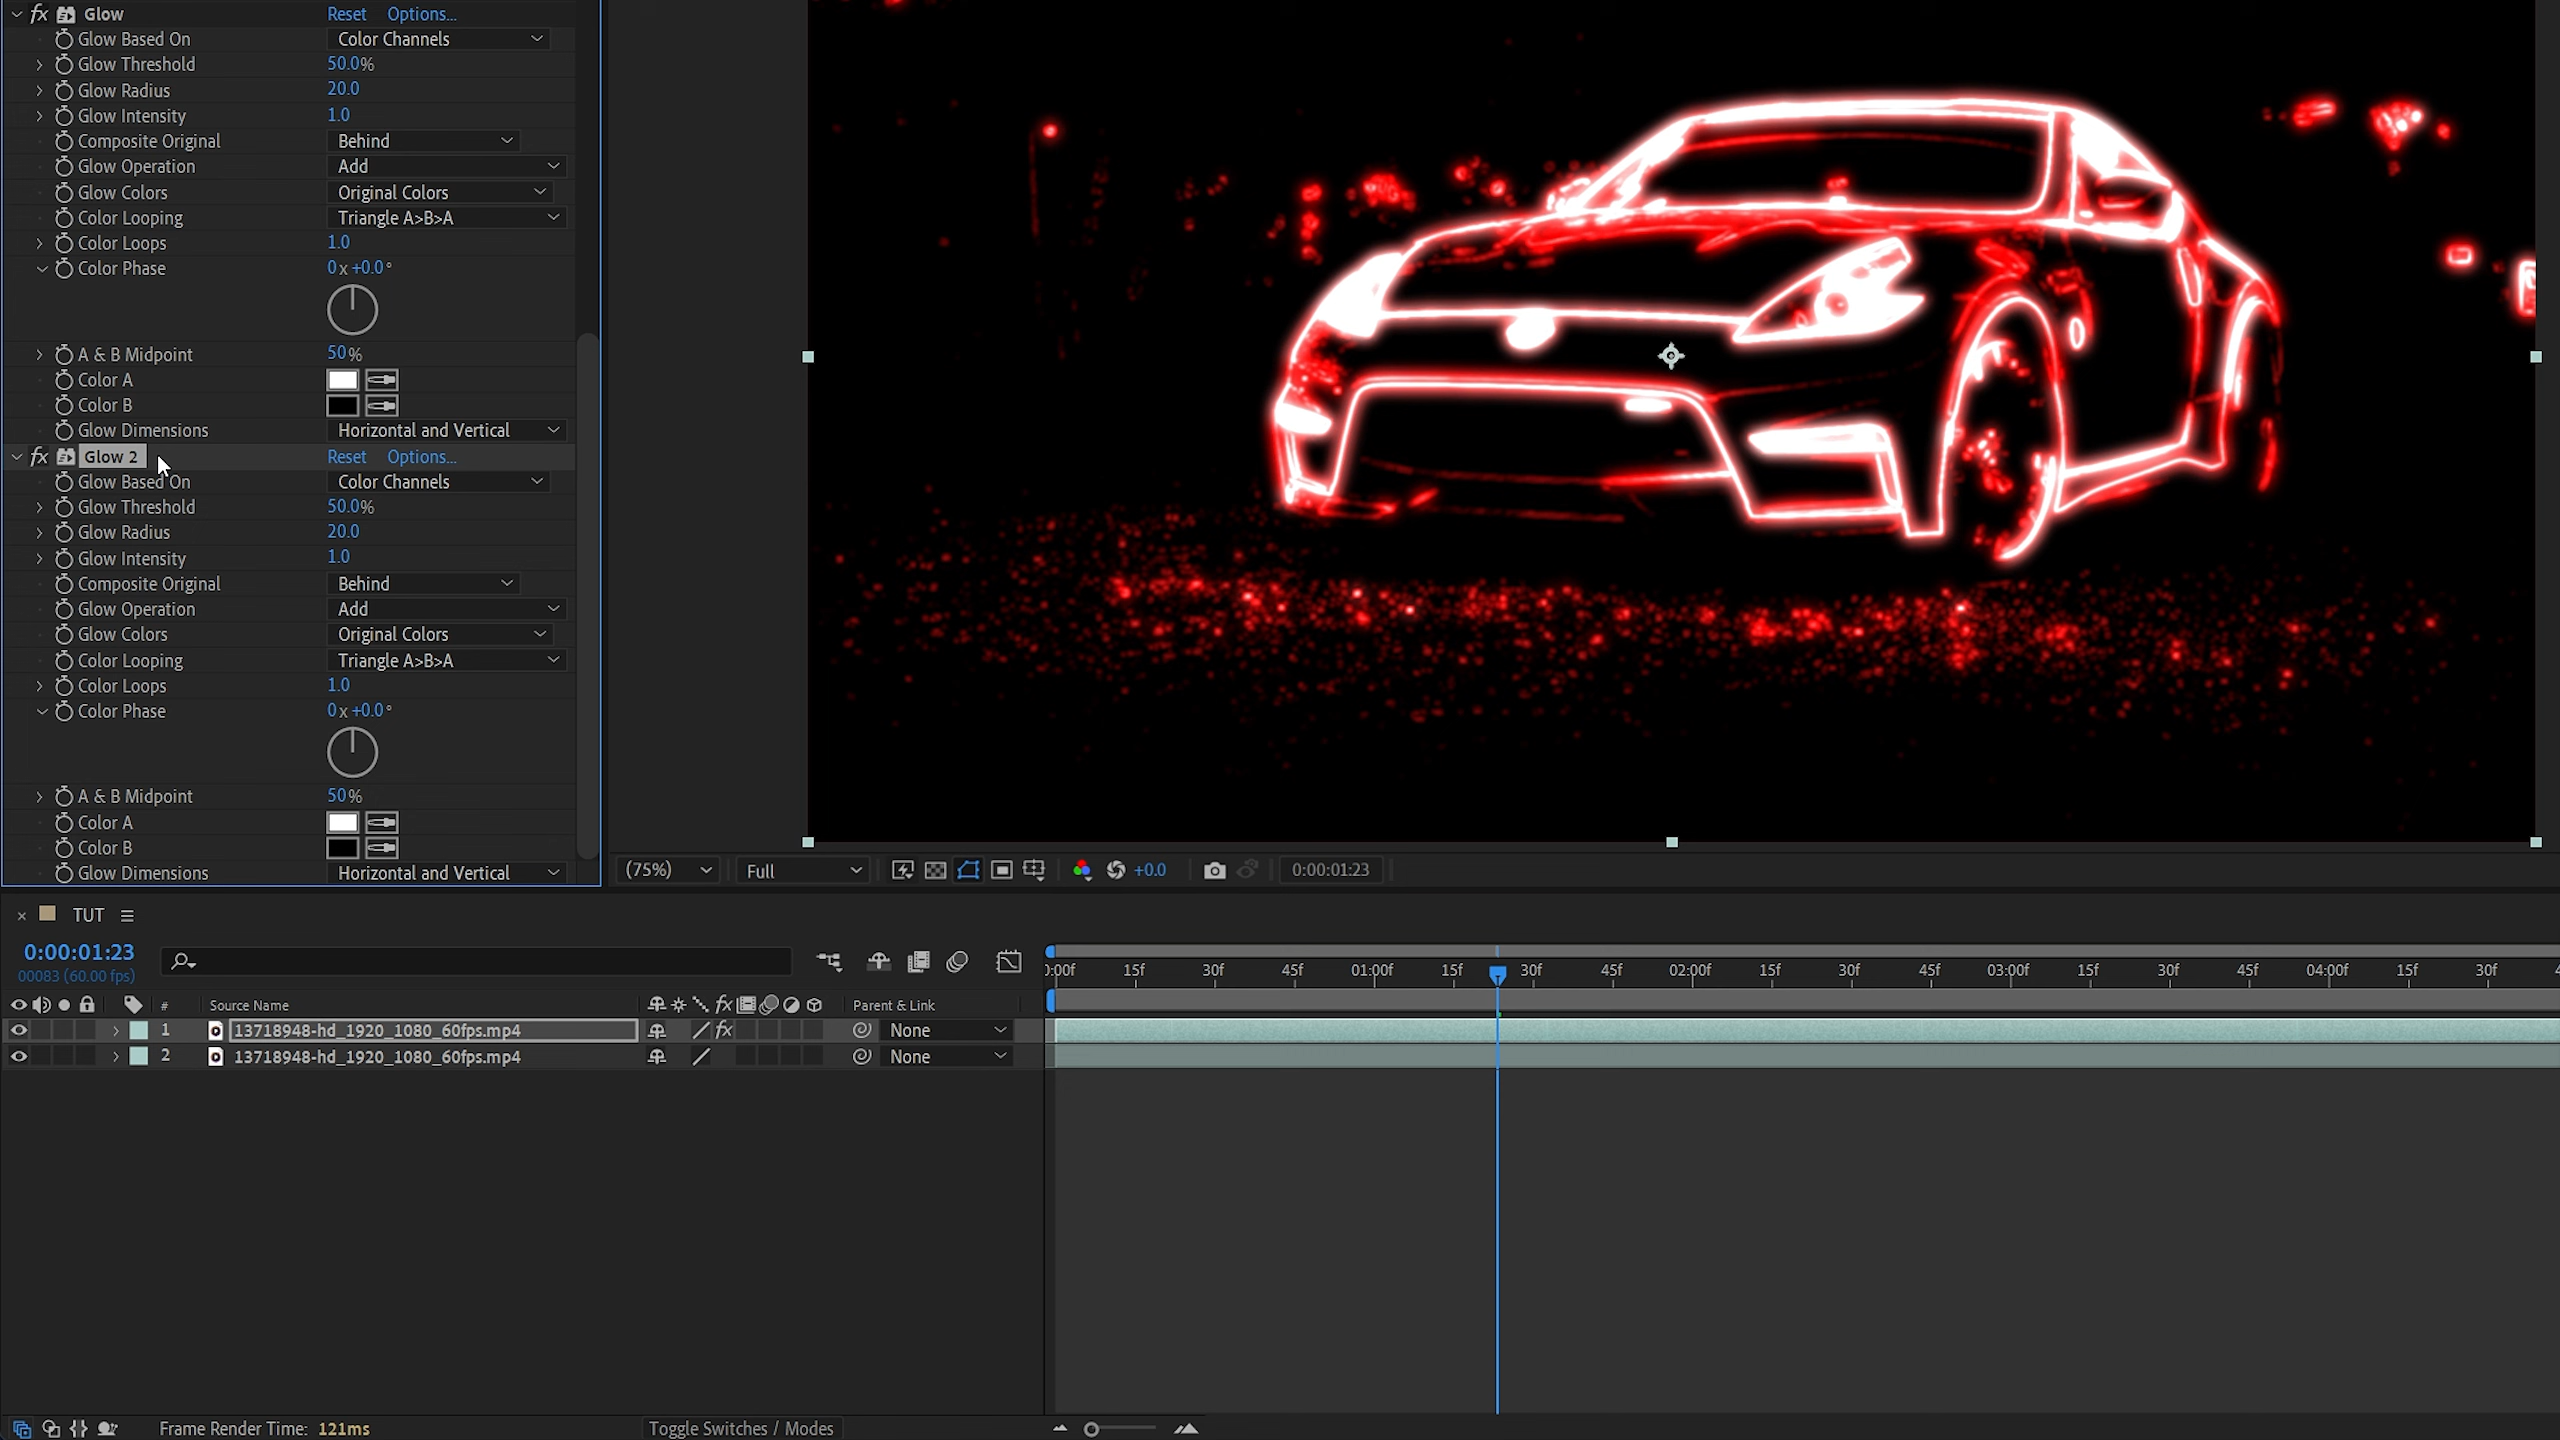 fx Glow Reset Options...
Glow Based On Color Channels
Glow Threshold 50.0%
Glow Radius 20.0
Glow Intensity 1.0
Composite Original Behind
Glow Operation Add
Glow Colors Original Colors
Color Looping Triangle A>B>A
Color Loops 1.0
Color Phase 0x+0.0°
A & B Midpoint 50%
Color A
Color B
Glow Dimensions Horizontal and Vertical
fx Glow 2 Reset Options...
Glow Based On Color Channels
Glow Threshold 50.0%
Glow Radius 20.0
Glow Intensity 1.0
Composite Original Behind
Glow Operation Add
Glow Colors Original Colors
Color Looping Triangle A>B>A
Color Loops 1.0
Color Phase 0x+0.0°
A & B Midpoint 50%
Color A
Color B
Glow Dimensions Horizontal and Vertical
(75%) Full +0.0 0:00:01:23
TUT
0:00:01:23
00083 (60.00 fps)
:00f 15f 30f 45f 01:00f 15f 30f 45f 02:00f 15f 30f 45f 03:00f 15f 30f 45f 04:00f 15f 30f
# Source Name fx Parent & Link
1 13718948-hd_1920_1080_60fps.mp4 fx None
2 13718948-hd_1920_1080_60fps.mp4 None
Frame Render Time: 121ms Toggle Switches / Modes